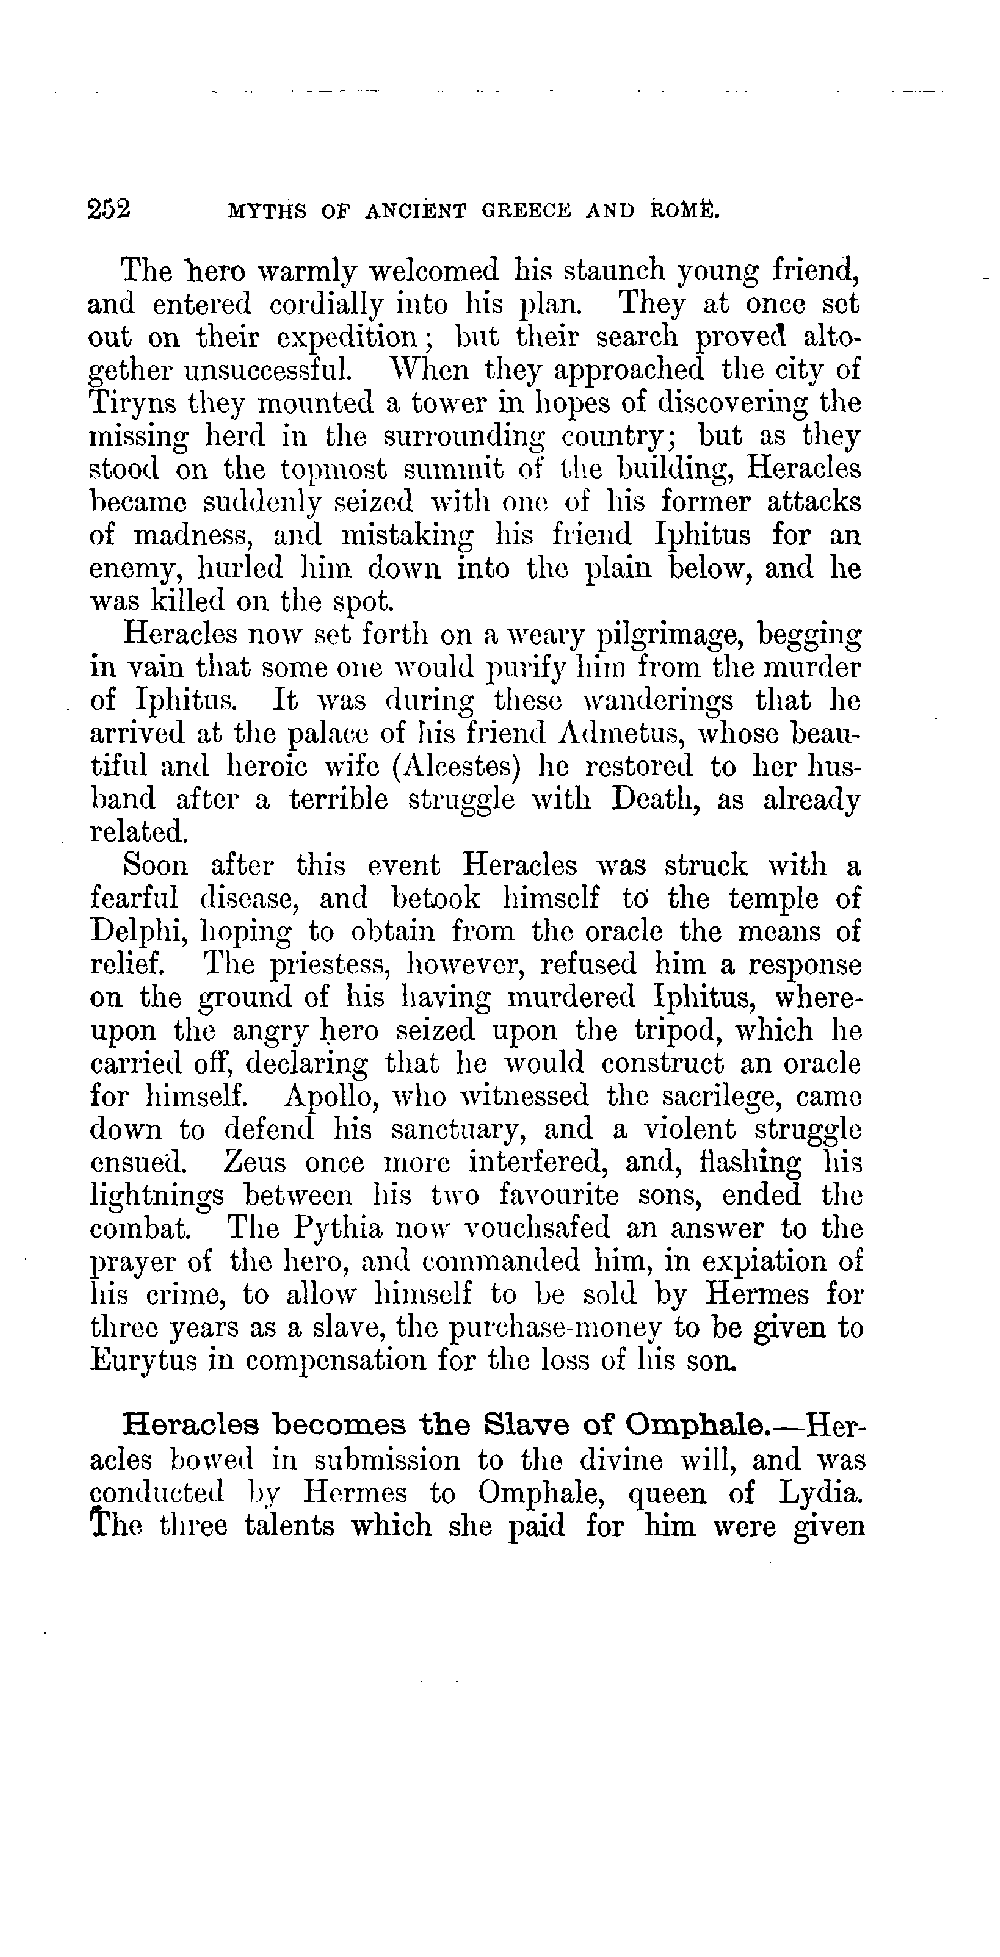 252 MYTHS OF ANCIENT GREECE AND ROME.
The hero warmly welcomed his staunch young friend,
and entered cordially into his plan. They at once set
out on their expedition; but their search proved alto-
gether unsuccessful. When they approached the city of
Tiryns they mounted a tower in hopes of discovering the
missing herd in the surrounding country; but as they
stood on the topmost summit of the building, Heracles
became suddenly seized with one of his former attacks
of madness, and mistaking his friend Iphitus for an
enemy, hurled him down into the plain below, and he
was killed on the spot.
Heracles now set forth on a weary pilgrimage, begging
in vain that some one would purify him from the murder
of Iphitus. It was during these wanderings that he
arrived at the palace of his friend Admetus, whose beau-
tiful and heroic wife (Alcestes) he restored to her hus-
band after a terrible struggle with Death, as already
related.
Soon after this event Heracles was struck with a
fearful disease, and betook himself to the temple of
Delphi, hoping to obtain from the oracle the means of
relief. The priestess, however, refused him a response
on the ground of his having murdered Iphitus, where-
upon the angry hero seized upon the tripod, which he
carried off, declaring that he would construct an oracle
for himself. Apollo, who witnessed the sacrilege, came
down to defend his sanctuary, and a violent struggle
ensued. Zeus once more interfered, and, flashing his
lightnings between his two favourite sons, ended the
combat. The Pythia now vouchsafed an answer to the
prayer of the hero, and commanded him, in expiation of
his crime, to allow himself to be sold by Hermes for
three years as a slave, the purchase-money to be given to
Eurytus in compensation for the loss of his son.
Heracles becomes the Slave of Omphale.—Her-
acles bowed in submission to the divine will, and was
conducted by Hermes to Omphale, queen of Lydia.
The three talents which she paid for him were given